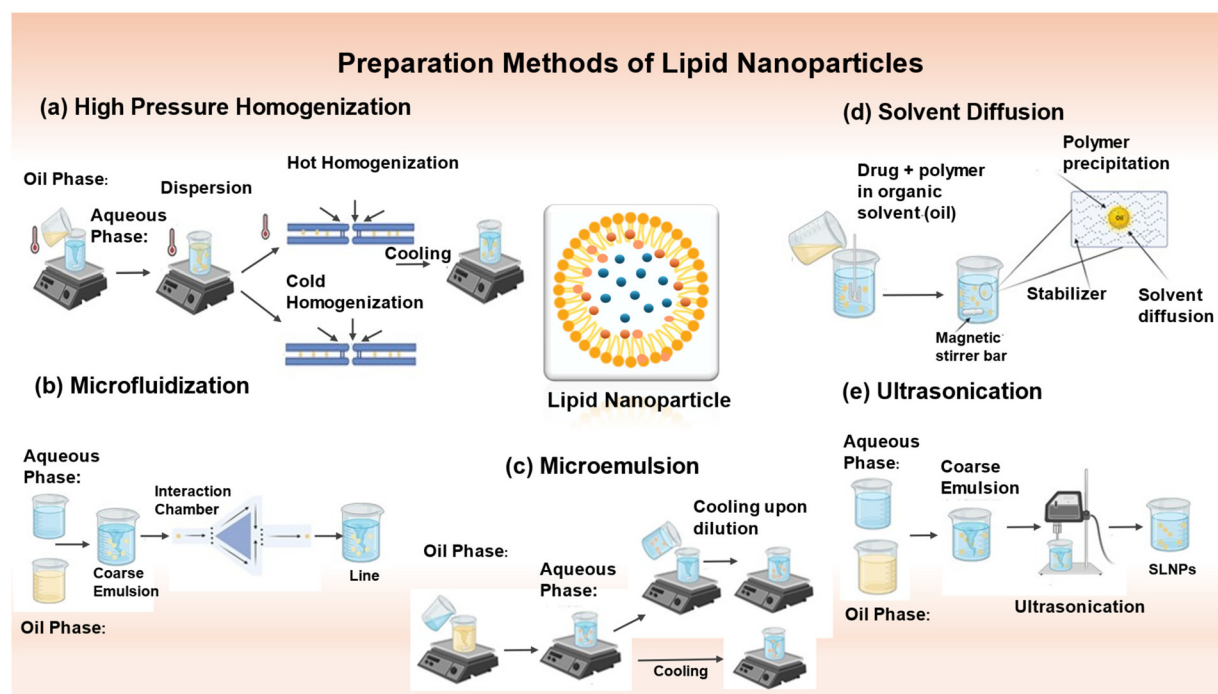 Preparation Methods of Lipid Nanoparticles
(a) High Pressure Homogenization
Oil Phase:
Aqueous
Phase:
Dispersion
Hot Homogenization
Cooling
Cold
Homogenization
Lipid Nanoparticle
(b) Microfluidization
Aqueous
Phase:
Interaction
Chamber
Coarse
Emulsion
Line
Oil Phase:
(c) Microemulsion
Oil Phase:
Aqueous
Phase:
Cooling upon
dilution
Cooling
(d) Solvent Diffusion
Drug + polymer
in organic
solvent (oil)
Polymer
precipitation
Oil
Stabilizer
Solvent
diffusion
Magnetic
stirrer bar
(e) Ultrasonication
Aqueous
Phase:
Coarse
Emulsion
Oil Phase:
Ultrasonication
SLNPs